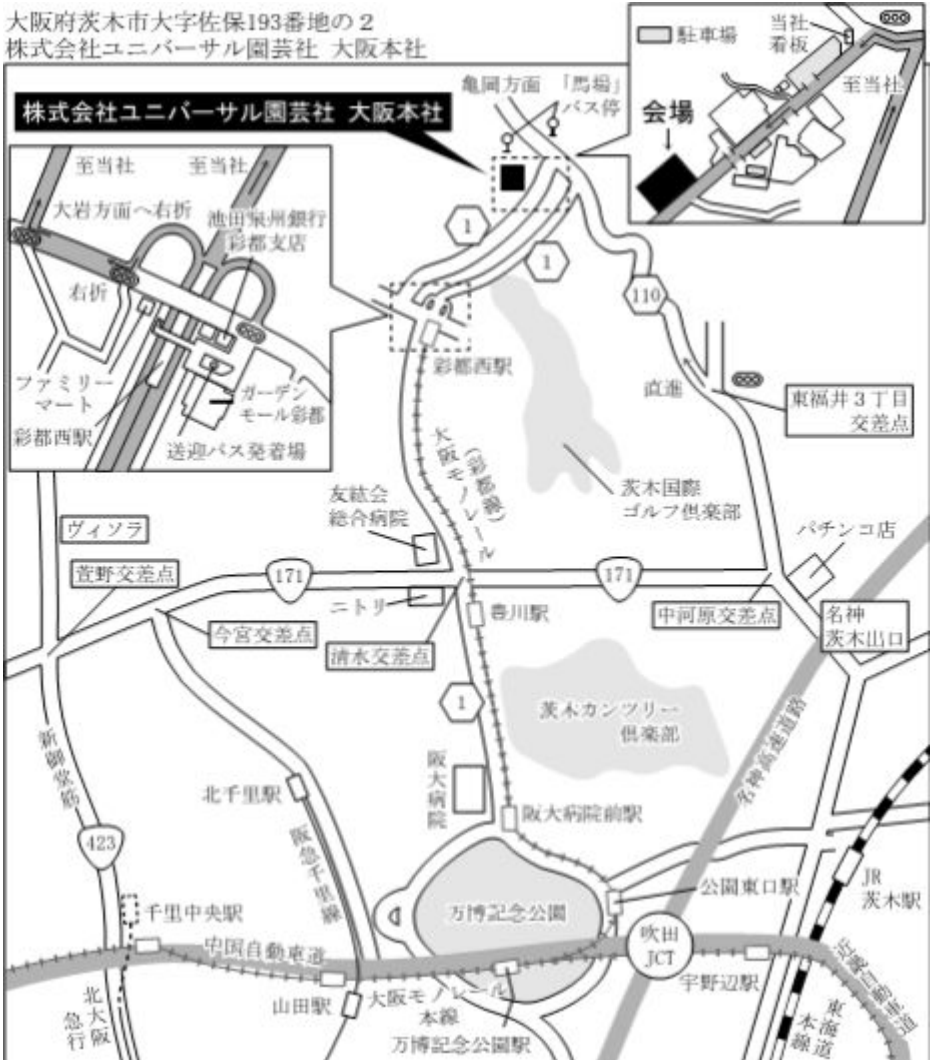 大阪府茨木市大字佐保193番地の２
株式会社ユニバーサル園芸社 大阪本社
株式会社ユニバーサル園芸社 大阪本社
亀岡方面
「馬場」
バス停
駐車場
当社
看板
至当社
会場
至当社
至当社
大岩方面へ右折
池田泉州銀行
彩都支店
右折
ファミリー
マート
彩都西駅
ガーデン
モール彩都
送迎バス発着場
1
1
110
彩都西駅
直進
東福井３丁目
交差点
大阪モノレール
(彩都線)
茨木国際
ゴルフ倶楽部
友紘会
総合病院
パチンコ店
ヴィソラ
萱野交差点
171
171
ニトリ
豊川駅
中河原交差点
名神
茨木出口
今宮交差点
清水交差点
1
茨木カンツリー
倶楽部
名神高速道路
新御堂筋
阪大病院
北千里駅
阪大病院前駅
423
阪急千里線
公園東口駅
JR
茨木駅
千里中央駅
万博記念公園
中国自動車道
吹田
JCT
宇野辺駅
近畿自動車道
北大阪
急行
山田駅
大阪モノレール
本線
万博記念公園駅
東海道
本線